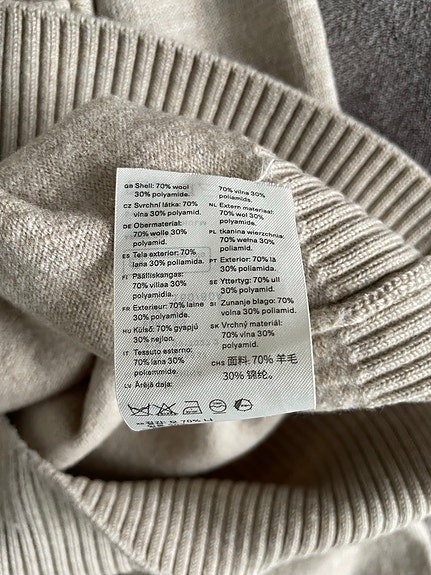 GB Shell: 70% wool
30% polyamide.
CZ Svrchní látka: 70%
vlna 30% polyamid.
DE Obermaterial:
70% wolle 30%
polyamid.
ES Tela exterior: 70%
lana 30% poliamida.
FI Päällikangas:
70% villaa 30%
polyamidia.
FR Exterieur: 70% laine
30% polyamide.
HU Külső: 70% gyapjú
30% nejlon.
IT Tessuto esterno:
70% lana 30%
poliammide.
LV Ārējā daļa:
70% vilna 30%
poliamids.
NL Extern materiaal:
70% wol 30%
polyamide.
PL tkanina wierzchnia:
70% wełna 30%
poliamid.
PT Exterior: 70% lã
30% poliamida.
SE Yttertyg: 70% ull
30% polyamid.
SI Zunanje blago: 70%
volna 30% poliamid.
SK Vrchný materiál:
70% vlna 30%
polyamid.
CHS 面料: 70% 羊毛
30% 锦纶。
70%